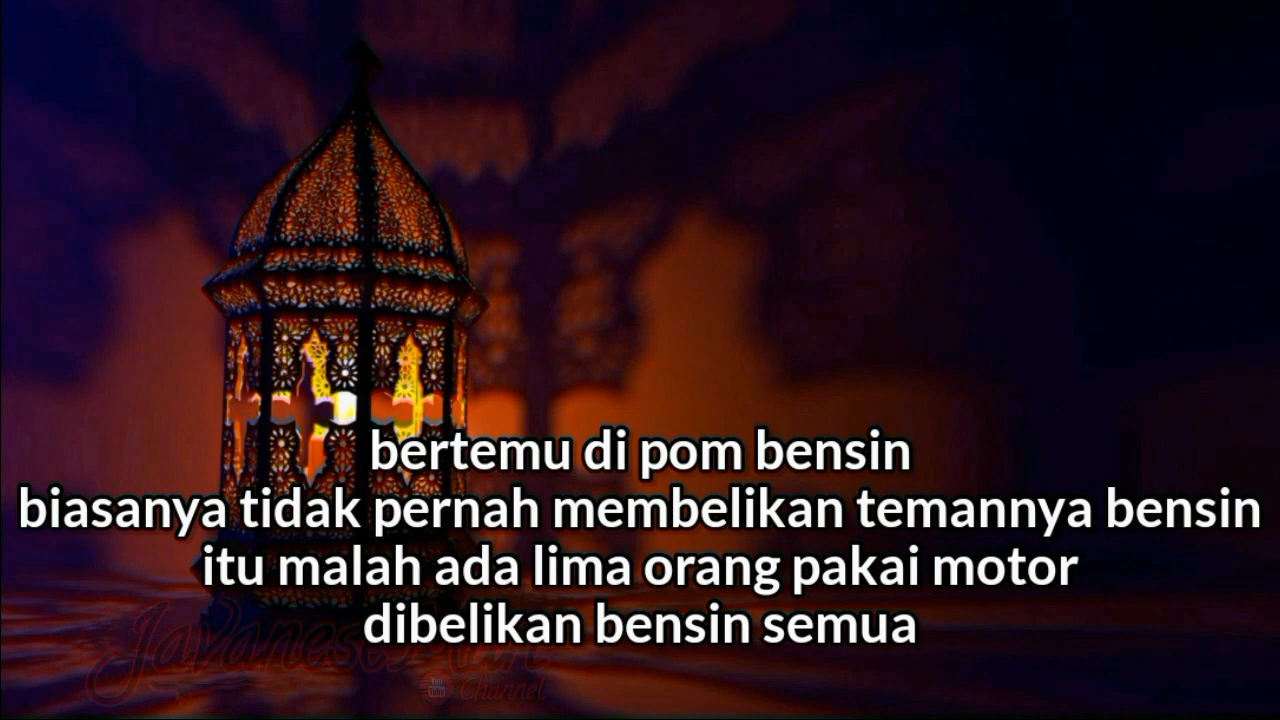 bertemu di pom bensin
biasanya tidak pernah membelikan temannya bensin
itu malah ada lima orang pakai motor
dibelikan bensin semua
Channel